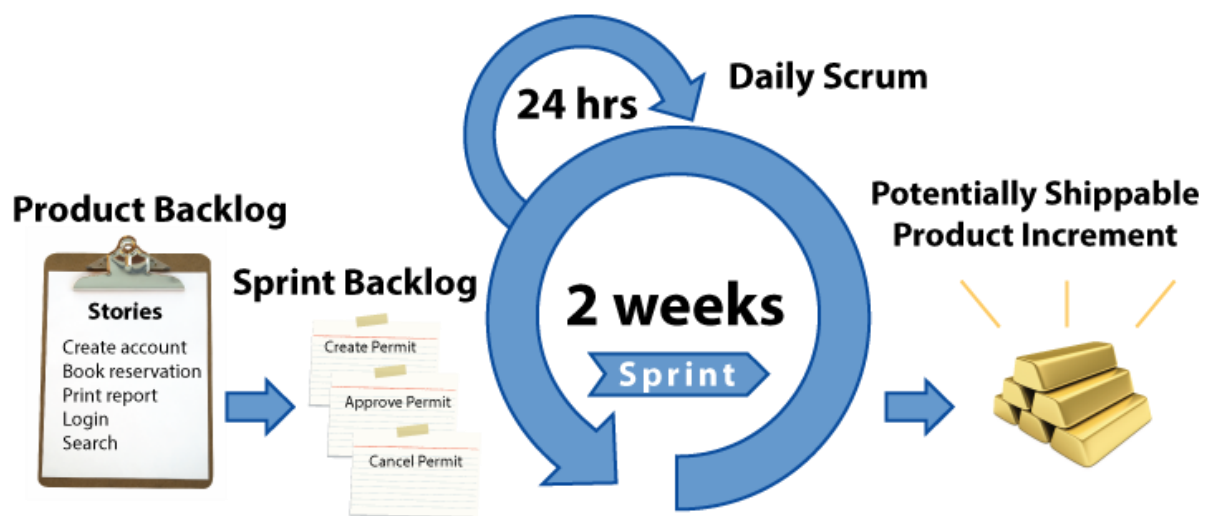 Product Backlog
Stories
Create account
Book reservation
Print report
Login
Search
Sprint Backlog
Create Permit
Approve Permit
Cancel Permit
24 hrs
Daily Scrum
2 weeks
Sprint
Potentially Shippable
Product Increment